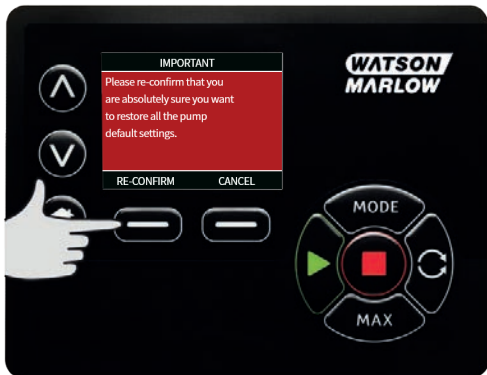 IMPORTANT
Please re-confirm that you
are absolutely sure you want
to restore all the pump
default settings.
RE-CONFIRM CANCEL
WATSON
MARLOW
MODE
MAX